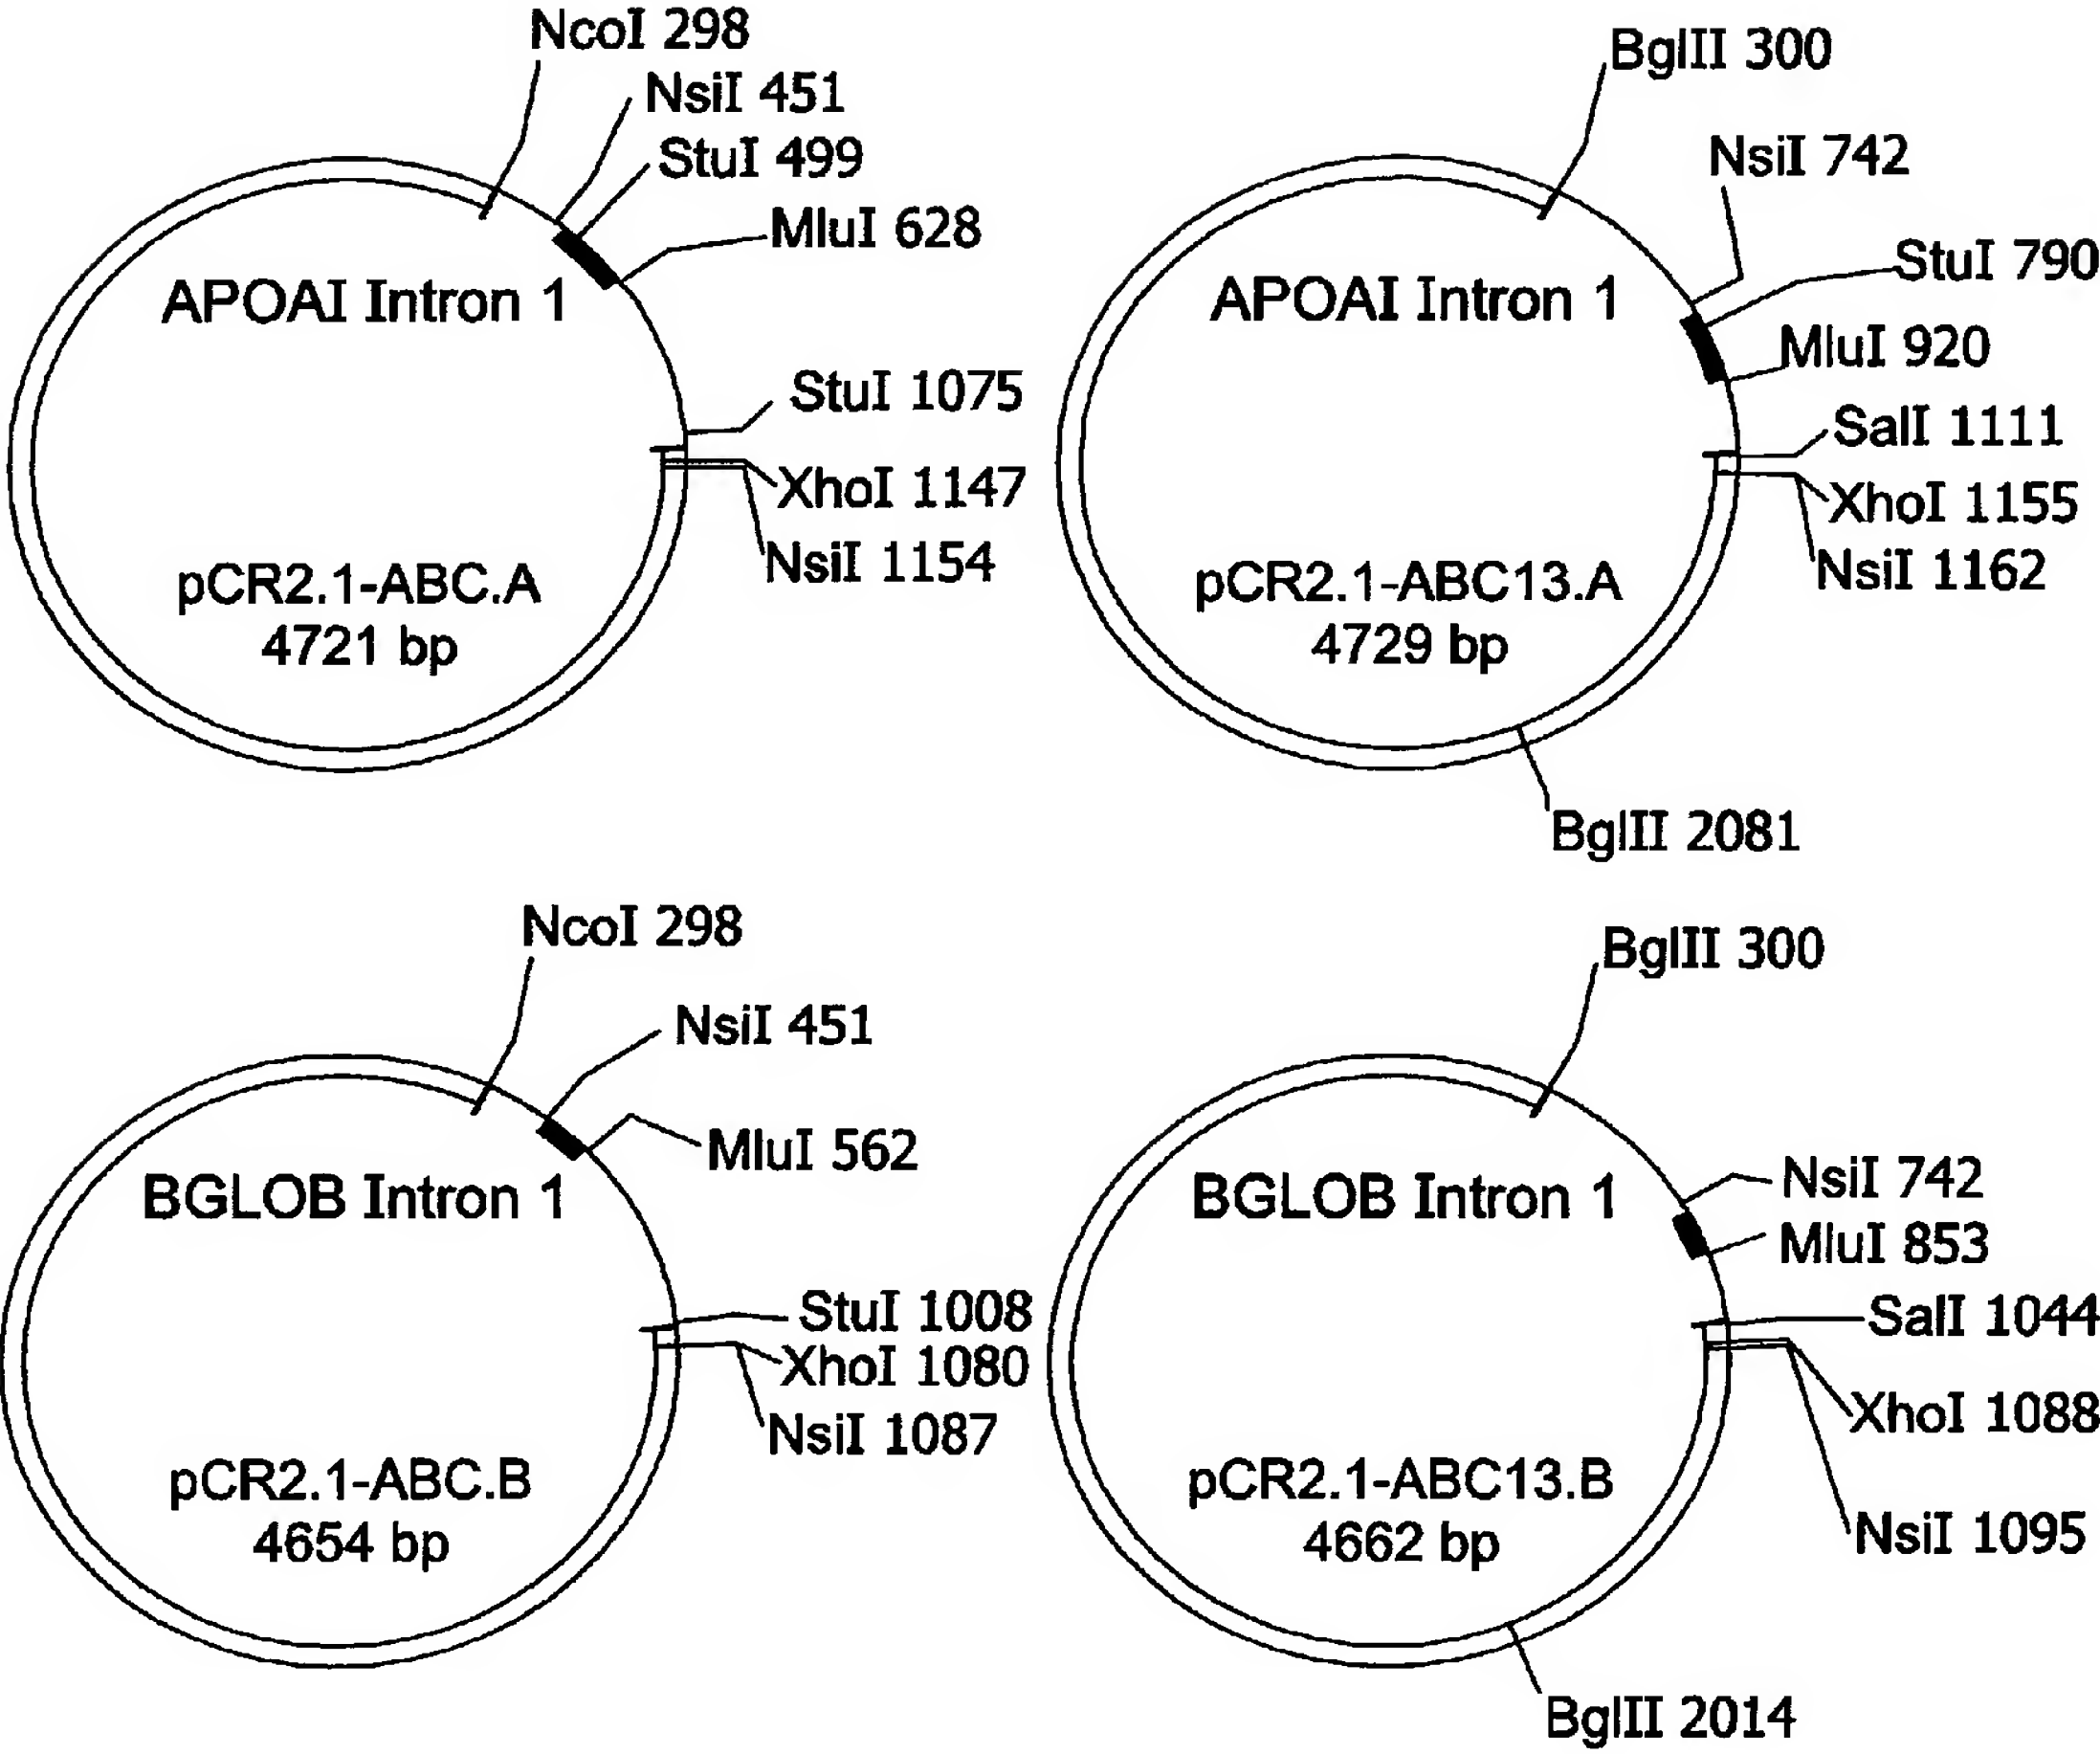 NcoI 298
NsiI 451
StuI 499
MluI 628
APOAI Intron 1
StuI 1075
XhoI 1147
NsiI 1154
pCR2.1-ABC.A
4721 bp
BglII 300
NsiI 742
StuI 790
APOAI Intron 1
MluI 920
SalI 1111
XhoI 1155
NsiI 1162
pCR2.1-ABC13.A
4729 bp
BglII 2081
NcoI 298
NsiI 451
MluI 562
BGLOB Intron 1
StuI 1008
XhoI 1080
NsiI 1087
pCR2.1-ABC.B
4654 bp
BglII 300
NsiI 742
BGLOB Intron 1
MluI 853
SalI 1044
XhoI 1088
pCR2.1-ABC13.B
NsiI 1095
4662 bp
BglII 2014